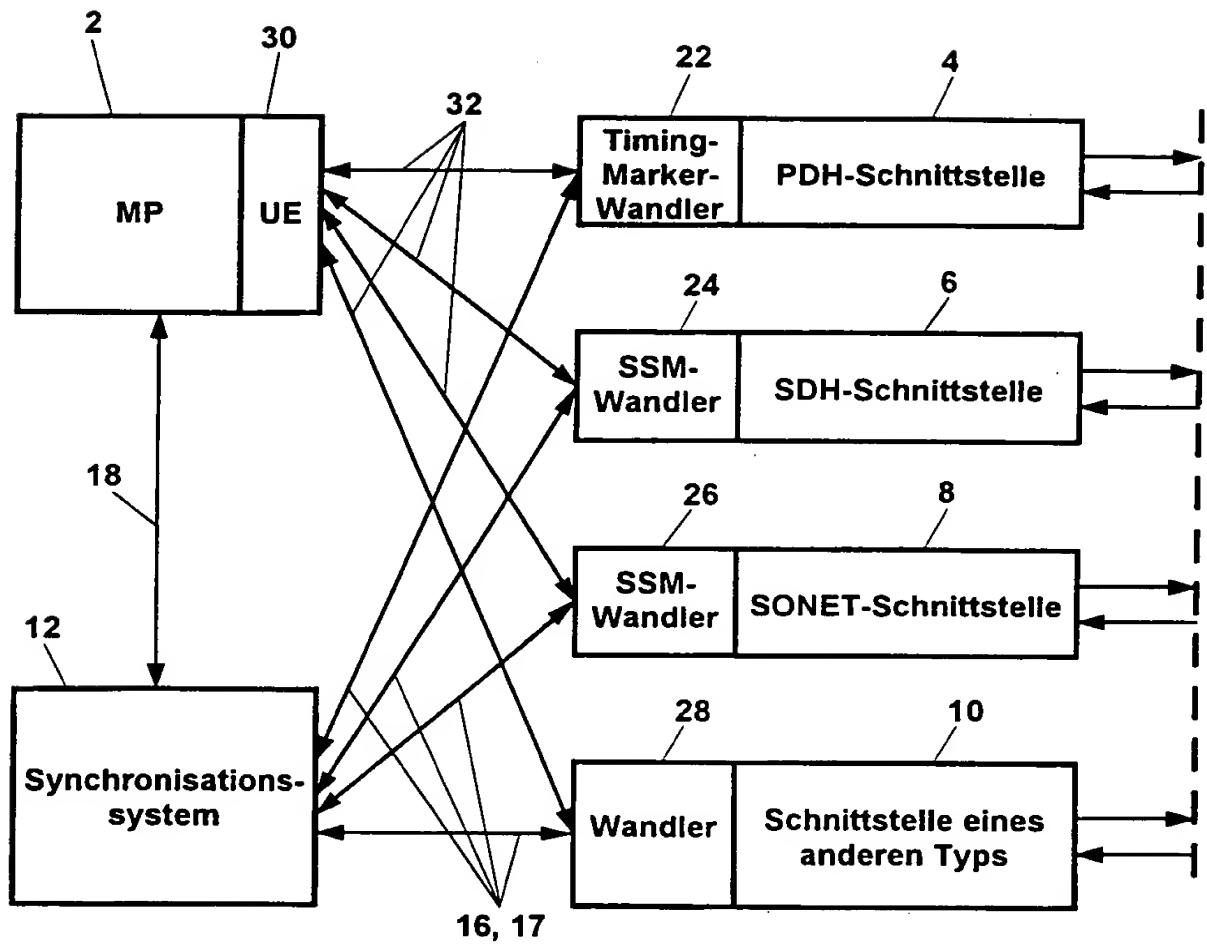 2
30
22
4
32
MP
UE
Timing-
Marker-
Wandler
PDH-Schnittstelle
24
6
SSM-
Wandler
SDH-Schnittstelle
18
26
8
SSM-
Wandler
SONET-Schnittstelle
12
28
10
Synchronisations-
system
Wandler
Schnittstelle eines
anderen Typs
16, 17